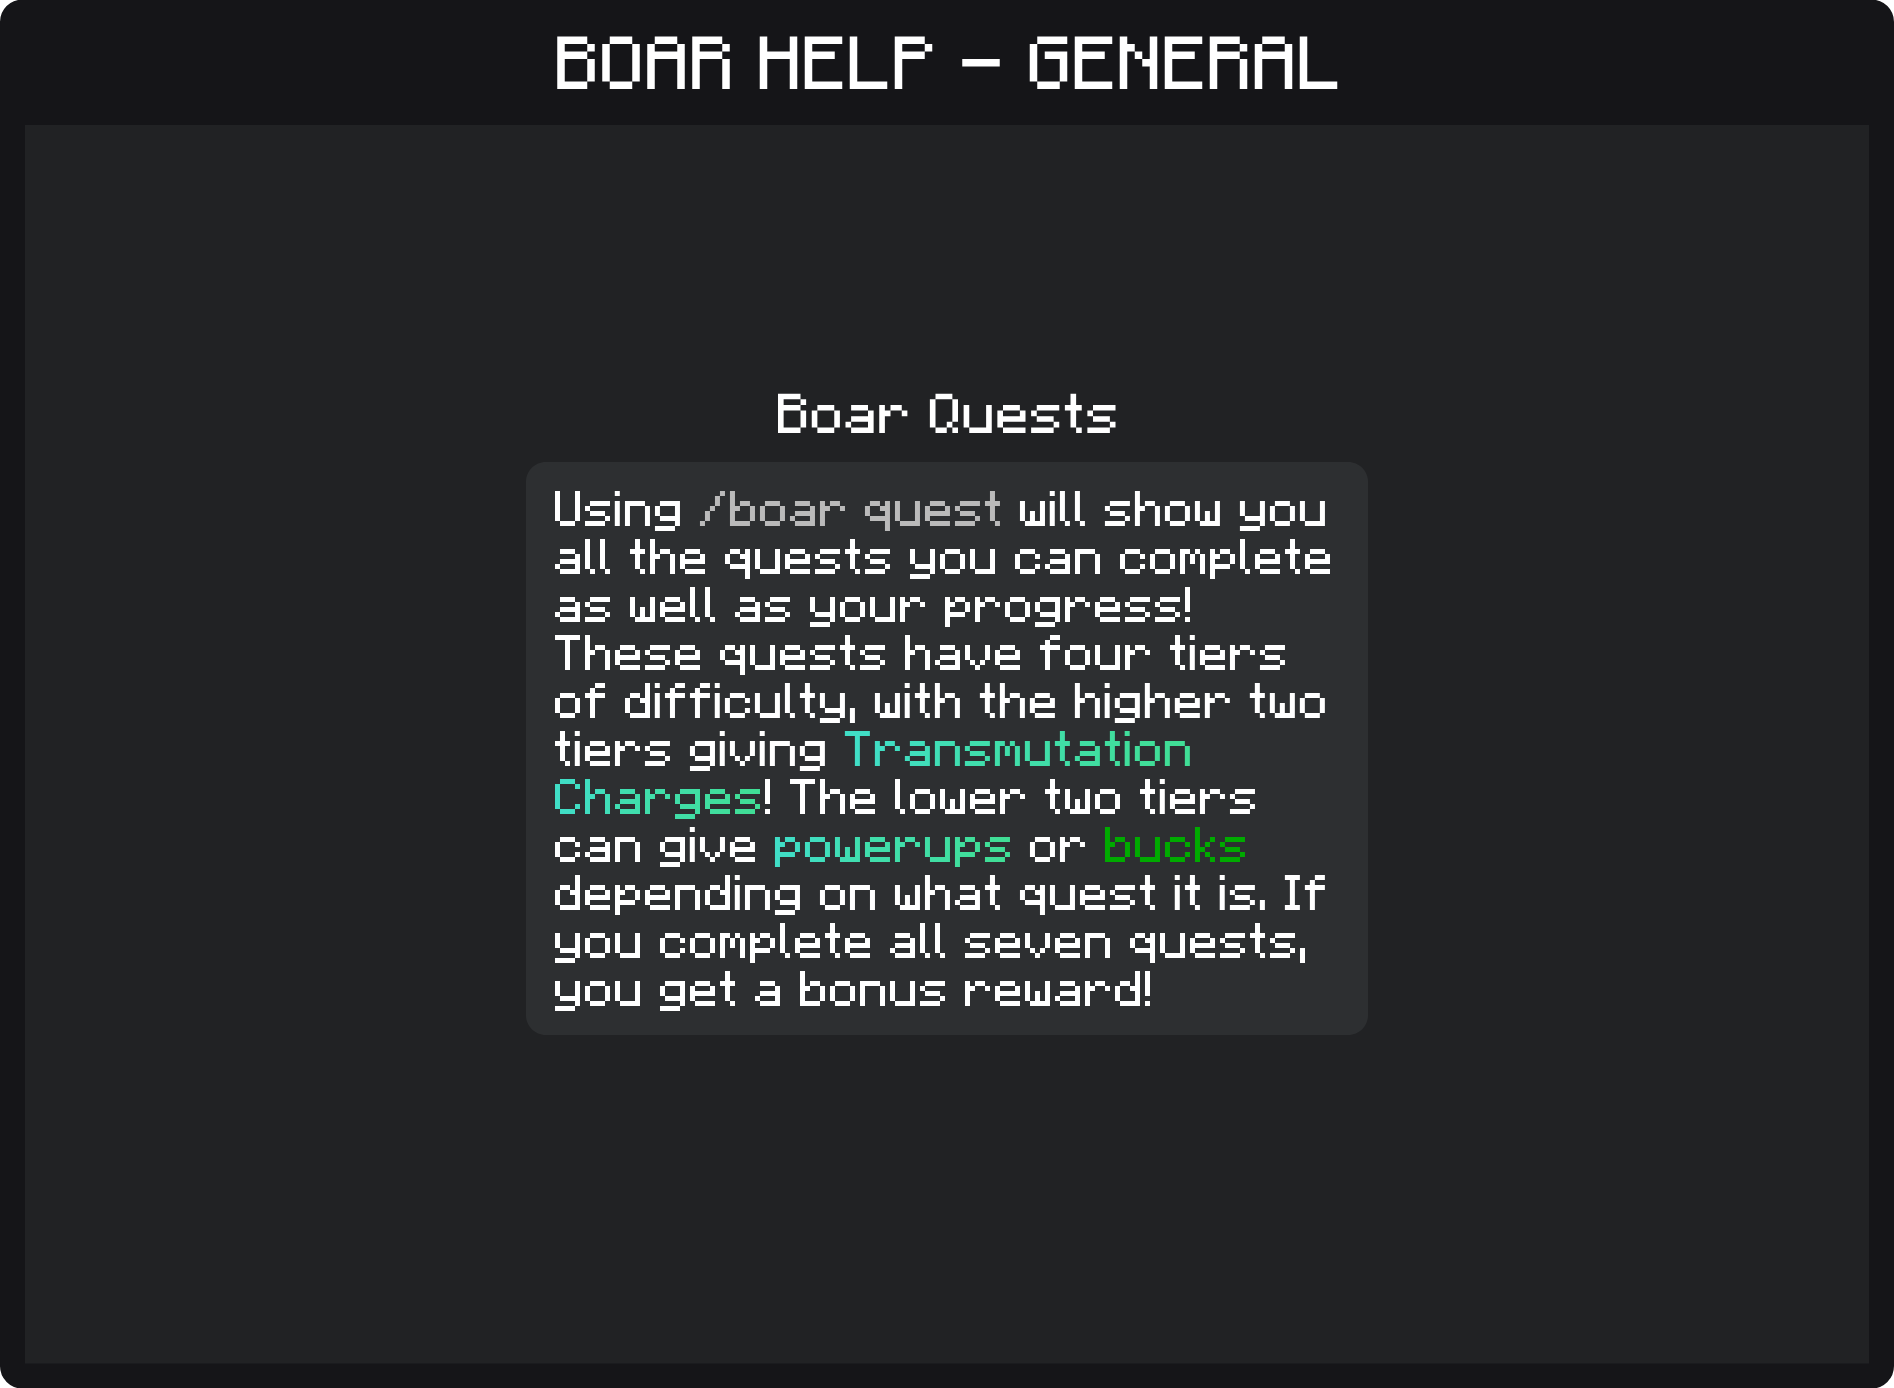 BOAR HELP - GENERAL
Boar Quests
Using /boar quest will show you
all the quests you can complete
as well as your progress!
These quests have four tiers
of difficulty, with the higher two
tiers giving Transmutation
Charges! The lower two tiers
can give powerups or bucks
depending on what quest it is. If
you complete all seven quests,
you get a bonus reward!